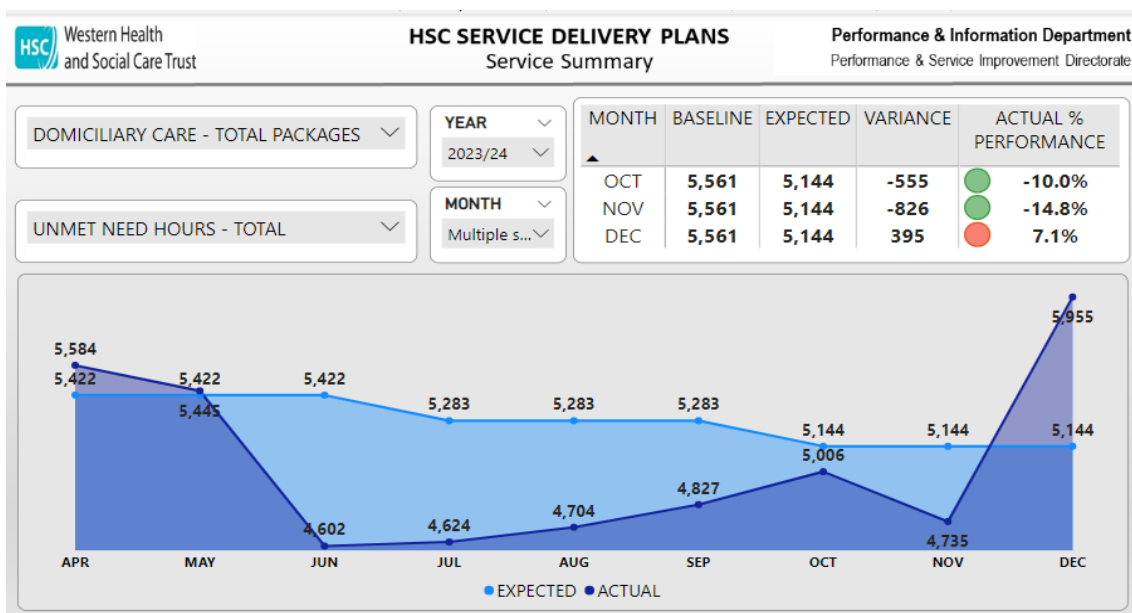 HSC
Western Health
and Social Care Trust
HSC SERVICE DELIVERY PLANS
Service Summary
Performance & Information Department
Performance & Service Improvement Directorate
DOMICILIARY CARE - TOTAL PACKAGES
UNMET NEED HOURS - TOTAL
YEAR
2023/24
MONTH
Multiple s...
MONTH BASELINE EXPECTED VARIANCE ACTUAL %
PERFORMANCE
OCT 5,561 5,144 -555 -10.0%
NOV 5,561 5,144 -826 -14.8%
DEC 5,561 5,144 395 7.1%
5,955
5,584
5,422 5,422 5,422
5,445
5,283 5,283 5,283
5,144 5,144 5,144
5,006
4,827
4,704
4,602 4,624
4,735
APR MAY JUN JUL AUG SEP OCT NOV DEC
EXPECTED ACTUAL